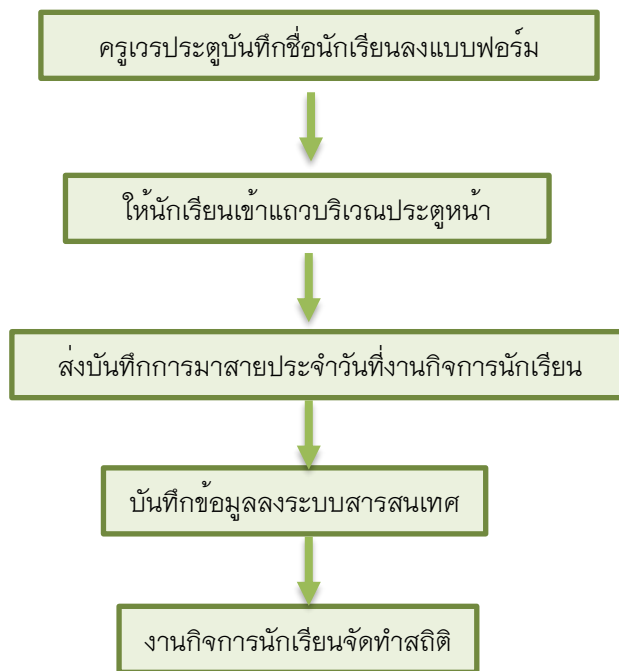 ครูเวรประตูบันทึกชื่อนักเรียนลงแบบฟอร์ม
ให้นักเรียนเข้าแถวบริเวณประตูหน้า
ส่งบันทึกการมาสายประจำวันที่งานกิจการนักเรียน
บันทึกข้อมูลลงระบบสารสนเทศ
งานกิจการนักเรียนจัดทำสถิติ